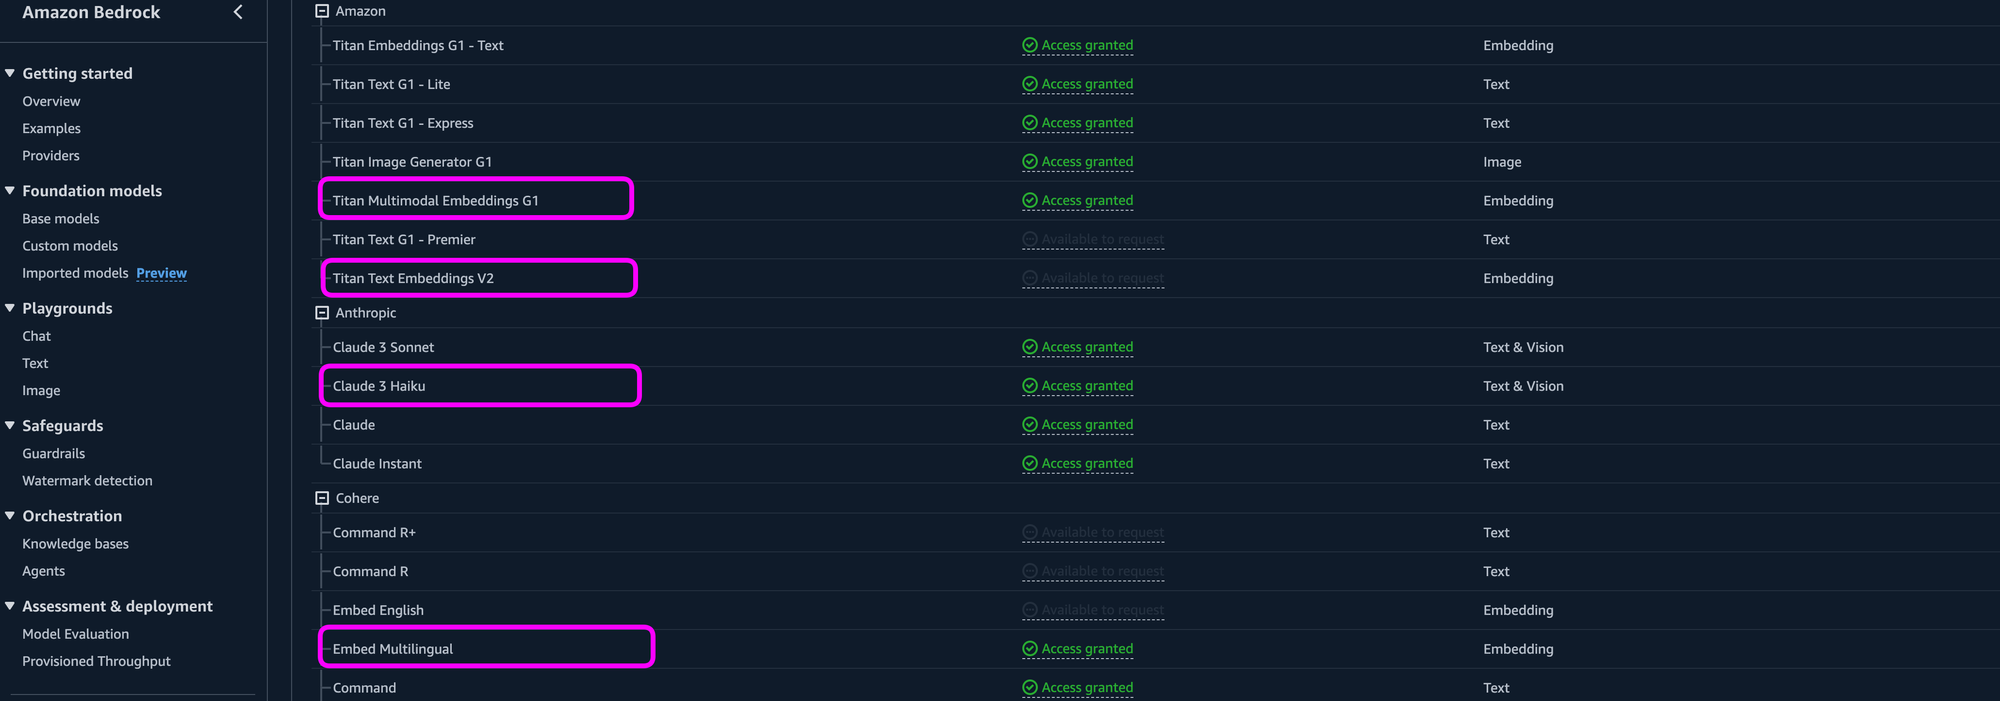 Amazon Bedrock
Getting started
Overview
Examples
Providers
Foundation models
Base models
Custom models
Imported models Preview
Playgrounds
Chat
Text
Image
Safeguards
Guardrails
Watermark detection
Orchestration
Knowledge bases
Agents
Assessment & deployment
Model Evaluation
Provisioned Throughput
Amazon
Titan Embeddings G1 - Text Access granted Embedding
Titan Text G1 - Lite Access granted Text
Titan Text G1 - Express Access granted Text
Titan Image Generator G1 Access granted Image
Titan Multimodal Embeddings G1 Access granted Embedding
Titan Text G1 - Premier Available to request Text
Titan Text Embeddings V2 Available to request Embedding
Anthropic
Claude 3 Sonnet Access granted Text & Vision
Claude 3 Haiku Access granted Text & Vision
Claude Access granted Text
Claude Instant Access granted Text
Cohere
Command R+ Available to request Text
Command R Available to request Text
Embed English Available to request Embedding
Embed Multilingual Access granted Embedding
Command Access granted Text